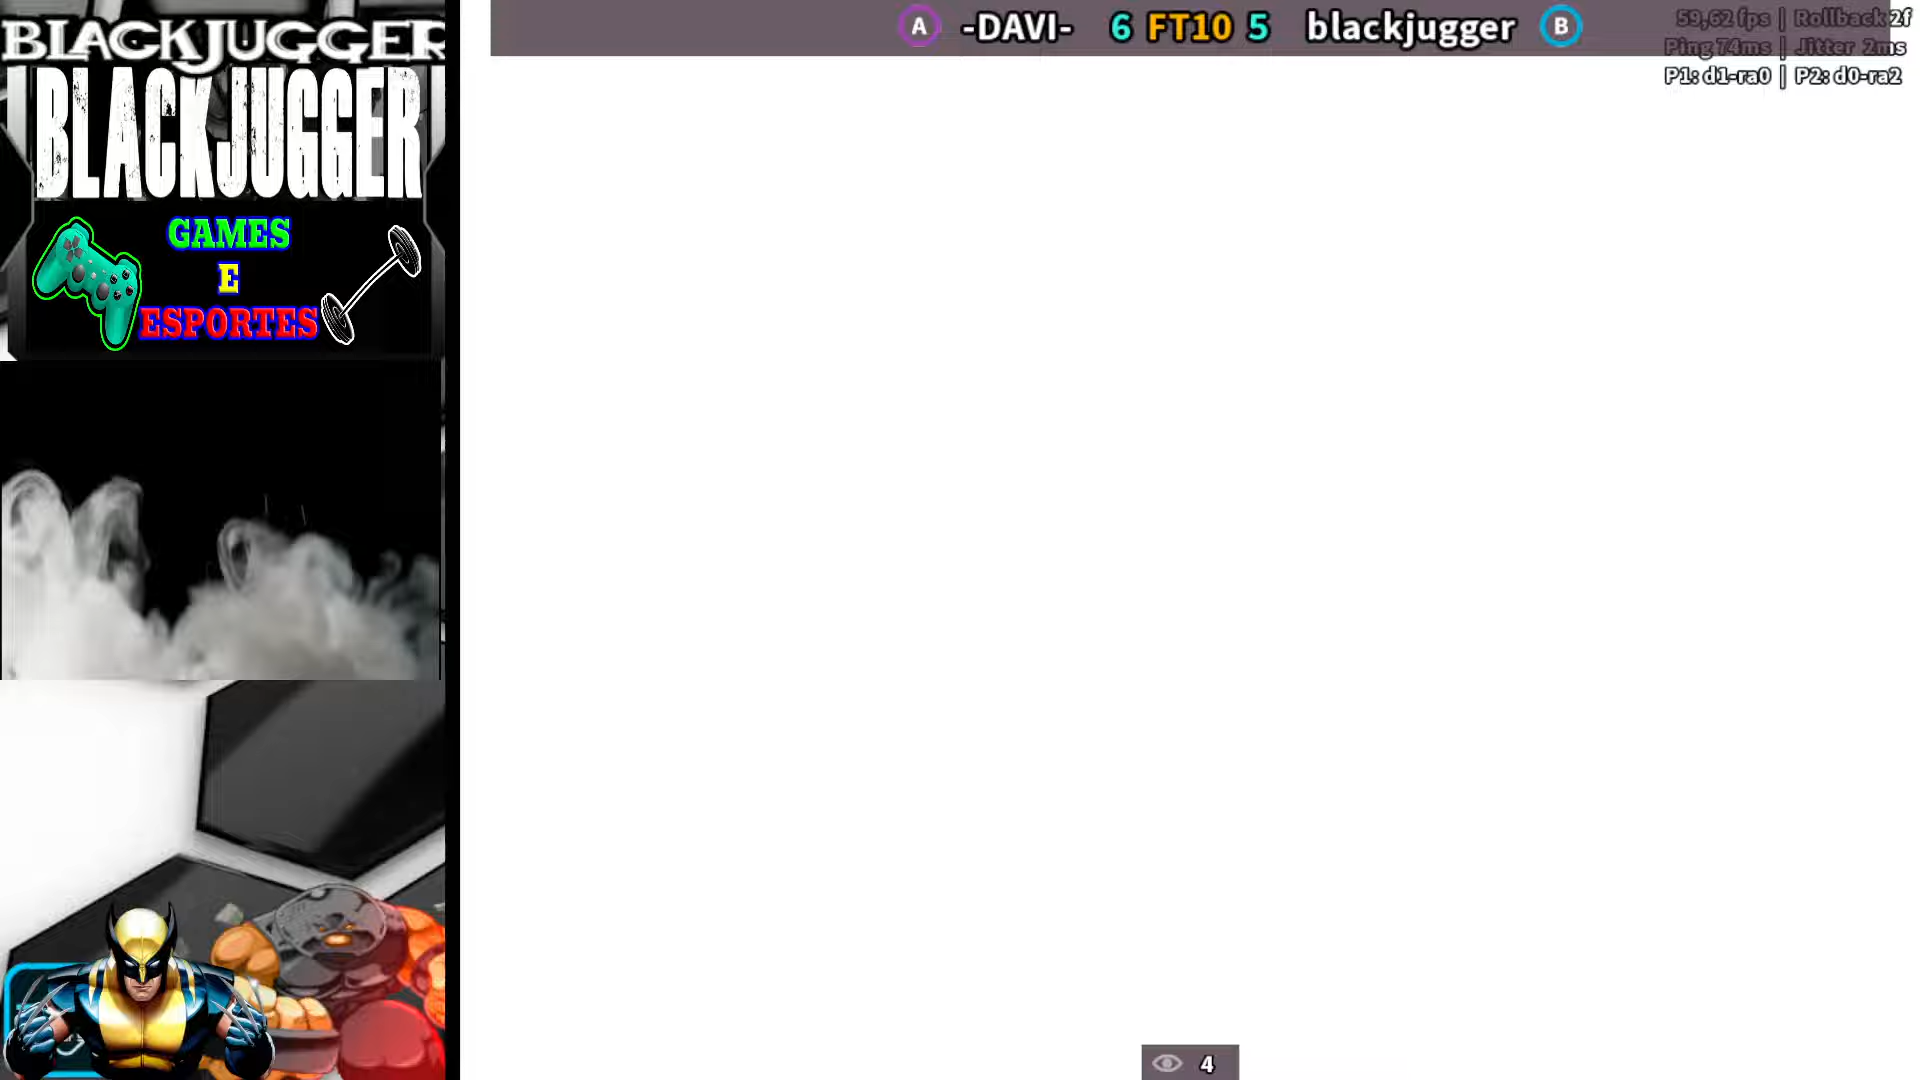 BLACKJUGGER
BLACKJUGGER
GAMES
E
ESPORTES
A -DAVI- 6 FT10 5 blackjugger B
59,62 fps | Rollback 2f
Ping 74ms | Jitter 2ms
P1: d1-ra0 | P2: d0-ra2
4